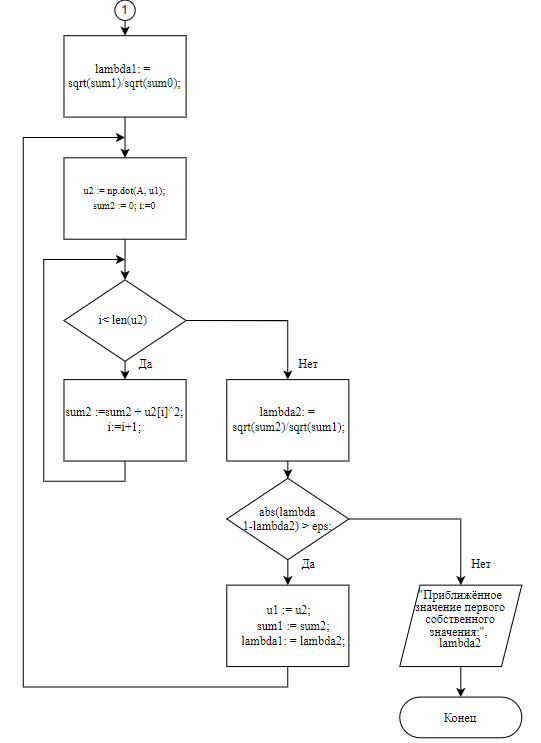 1
lambda1: =
sqrt(sum1)/sqrt(sum0);
u2 := np.dot(A, u1);
sum2 := 0; i:=0
i< len(u2)
Да
Нет
sum2 :=sum2 + u2[i]^2;
i:=i+1;
lambda2: =
sqrt(sum2)/sqrt(sum1);
abs(lambda
1-lambda2) > eps;
Да
Нет
u1 := u2;
sum1 := sum2;
lambda1: = lambda2;
"Приближённое
значение первого
собственного
значения:",
lambda2
Конец